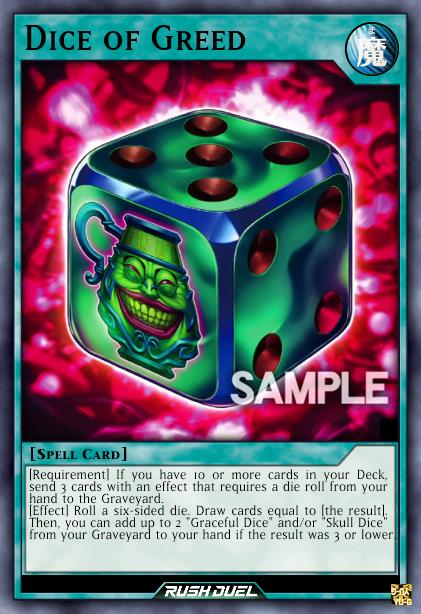 DICE OF GREED
ま
魔
SAMPLE
[SPELL CARD]
[Requirement] If you have 10 or more cards in your Deck,
send 3 cards with an effect that requires a die roll from your
hand to the Graveyard.
[Effect] Roll a six-sided die. Draw cards equal to [the result].
Then, you can add up to 2 "Graceful Dice" and/or "Skull Dice"
from your Graveyard to your hand if the result was 3 or lower.
RUSH DUEL